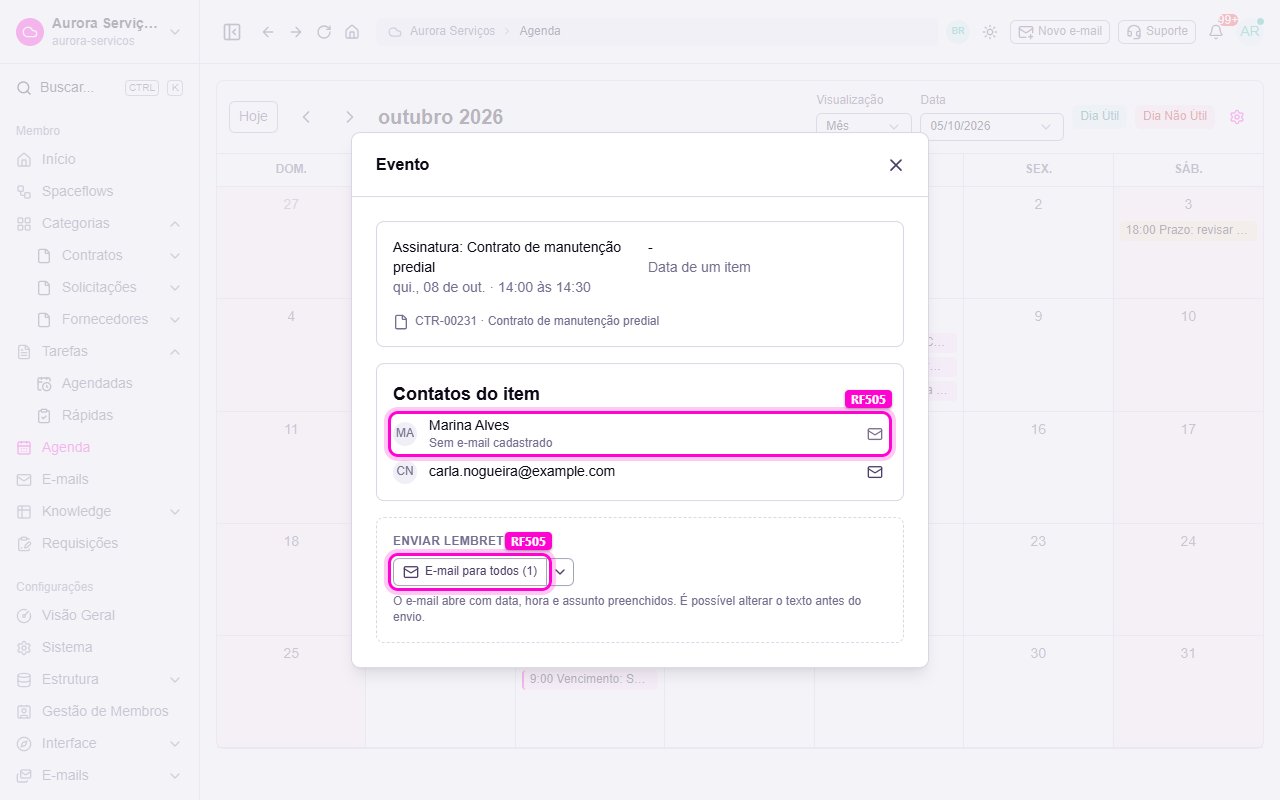 Aurora Serviç...
aurora-servicos
Aurora Serviços
Agenda
BR
Novo e-mail
Suporte
99+
AR
Buscar...
CTRL
K
Membro
Início
Spaceflows
Categorias
Contratos
Solicitações
Fornecedores
Tarefas
Agendadas
Rápidas
Agenda
E-mails
Knowledge
Requisições
Configurações
Visão Geral
Sistema
Estrutura
Gestão de Membros
Interface
E-mails
Hoje
outubro 2026
Visualização
Mês
Data
05/10/2026
Dia Útil
Dia Não Útil
DOM.
SEX.
SÁB.
27
2
3
18:00 Prazo: revisar ...
4
9
10
11
16
17
18
23
24
25
30
31
9:00 Vencimento: S...
Evento
Assinatura: Contrato de manutenção
predial
qui., 08 de out. · 14:00 às 14:30
-
Data de um item
CTR-00231 · Contrato de manutenção predial
Contatos do item
RF505
MA
Marina Alves
Sem e-mail cadastrado
CN
carla.nogueira@example.com
ENVIAR LEMBRET
RF505
E-mail para todos (1)
O e-mail abre com data, hora e assunto preenchidos. É possível alterar o texto antes do
envio.